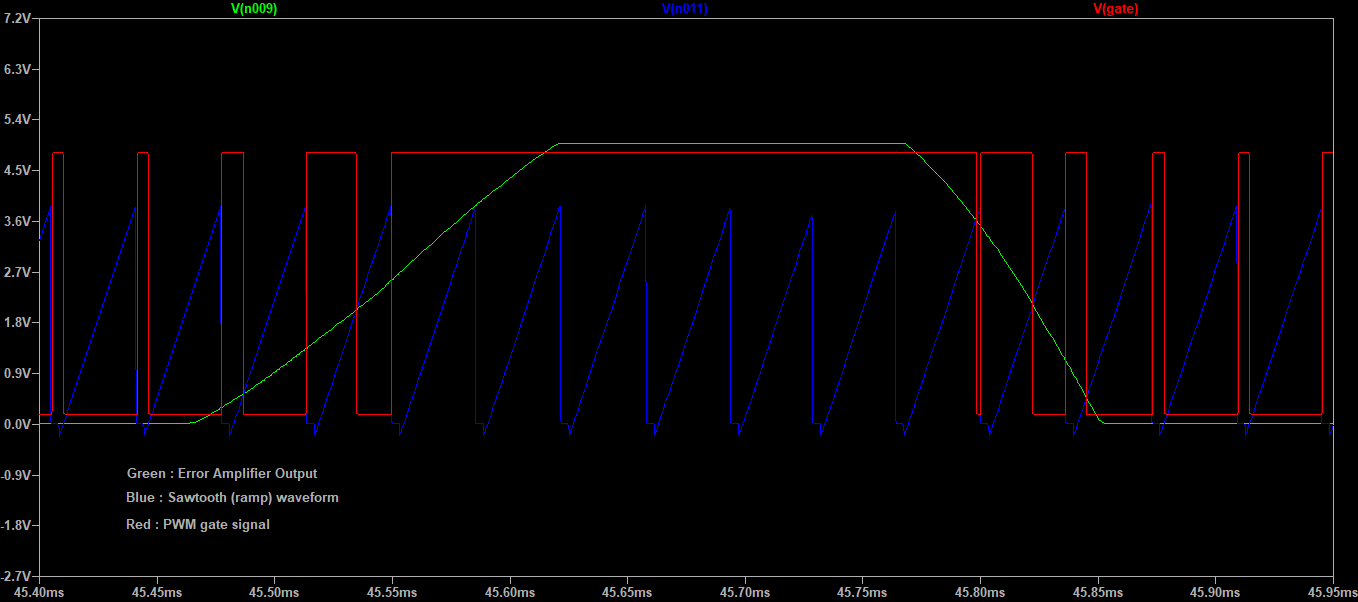 V(n009) V(n011) V(gate)
7.2V
6.3V
5.4V
4.5V
3.6V
2.7V
1.8V
0.9V
0.0V
-0.9V
-1.8V
-2.7V
Green : Error Amplifier Output
Blue : Sawtooth (ramp) waveform
Red : PWM gate signal
45.40ms 45.45ms 45.50ms 45.55ms 45.60ms 45.65ms 45.70ms 45.75ms 45.80ms 45.85ms 45.90ms 45.95ms